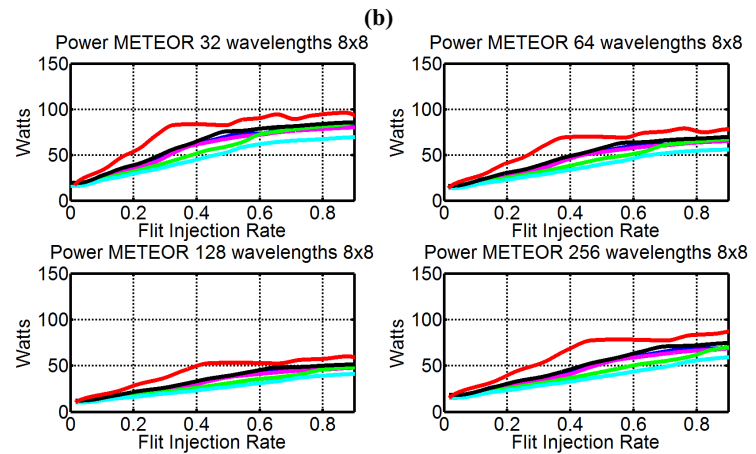 (b)
Power METEOR 32 wavelengths 8x8
150
100
50
0
Watts
0 0.2 0.4 0.6 0.8
Flit Injection Rate
Power METEOR 64 wavelengths 8x8
150
100
50
0
Watts
0 0.2 0.4 0.6 0.8
Flit Injection Rate
Power METEOR 128 wavelengths 8x8
150
100
50
0
Watts
0 0.2 0.4 0.6 0.8
Flit Injection Rate
Power METEOR 256 wavelengths 8x8
150
100
50
0
Watts
0 0.2 0.4 0.6 0.8
Flit Injection Rate